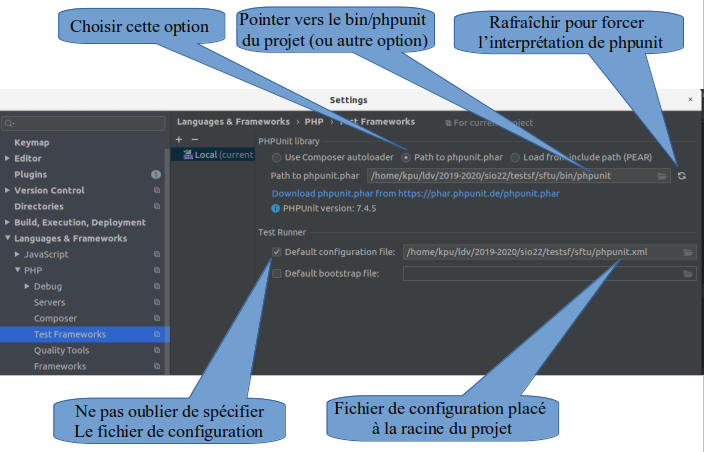 Choisir cette option
Pointer vers le bin/phpunit
du projet (ou autre option)
Rafraîchir pour forcer
l'interprétation de phpunit
Settings
×
Languages & Frameworks › PHP › Test Frameworks
For current project
Keymap
Editor
Plugins
1
Version Control
Directories
Build, Execution, Deployment
Languages & Frameworks
JavaScript
PHP
Debug
Servers
Composer
Test Frameworks
Quality Tools
Frameworks
+ −
Local (current
PHPUnit library
Use Composer autoloader
Path to phpunit.phar
Load from include path (PEAR)
Path to phpunit.phar
/home/kpu/ldv/2019-2020/sio22/testsf/sftu/bin/phpunit
Download phpunit.phar from https://phar.phpunit.de/phpunit.phar
PHPUnit version: 7.4.5
Test Runner
Default configuration file:
/home/kpu/ldv/2019-2020/sio22/testsf/sftu/phpunit.xml
Default bootstrap file:
Ne pas oublier de spécifier
Le fichier de configuration
Fichier de configuration placé
à la racine du projet